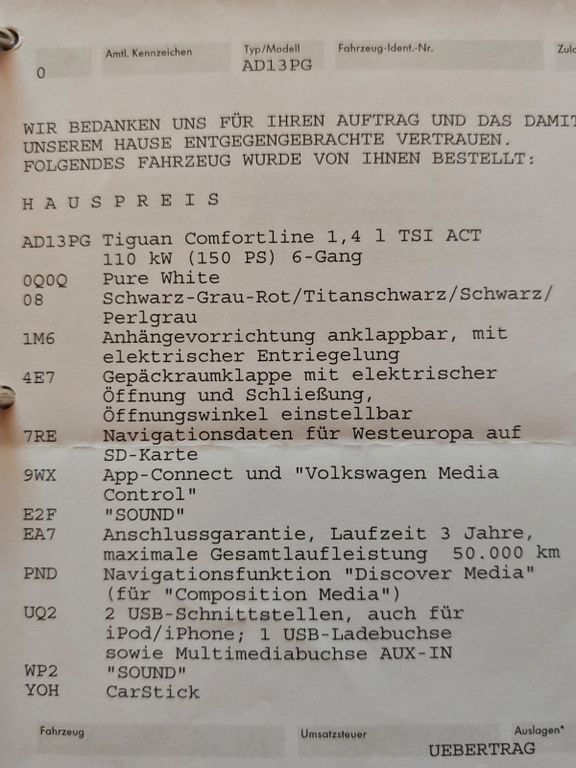 Amtl. Kennzeichen Typ/Modell Fahrzeug-Ident.-Nr.
0 AD13PG
WIR BEDANKEN UNS FÜR IHREN AUFTRAG UND DAS DAMIT
UNSEREM HAUSE ENTGEGENGEBRACHTE VERTRAUEN.
FOLGENDES FAHRZEUG WURDE VON IHNEN BESTELLT:
H A U S P R E I S
AD13PG Tiguan Comfortline 1,4 l TSI ACT
110 kW (150 PS) 6-Gang
0Q0Q Pure White
08 Schwarz-Grau-Rot/Titanschwarz/Schwarz/
Perlgrau
1M6 Anhängevorrichtung anklappbar, mit
elektrischer Entriegelung
4E7 Gepäckraumklappe mit elektrischer
Öffnung und Schließung,
Öffnungswinkel einstellbar
7RE Navigationsdaten für Westeuropa auf
SD-Karte
9WX App-Connect und "Volkswagen Media
Control"
E2F "SOUND"
EA7 Anschlussgarantie, Laufzeit 3 Jahre,
maximale Gesamtlaufleistung 50.000 km
PND Navigationsfunktion "Discover Media"
(für "Composition Media")
UQ2 2 USB-Schnittstellen, auch für
iPod/iPhone; 1 USB-Ladebuchse
sowie Multimediabuchse AUX-IN
WP2 "SOUND"
YOH CarStick
Fahrzeug Umsatzsteuer Auslagen*
UEBERTRAG